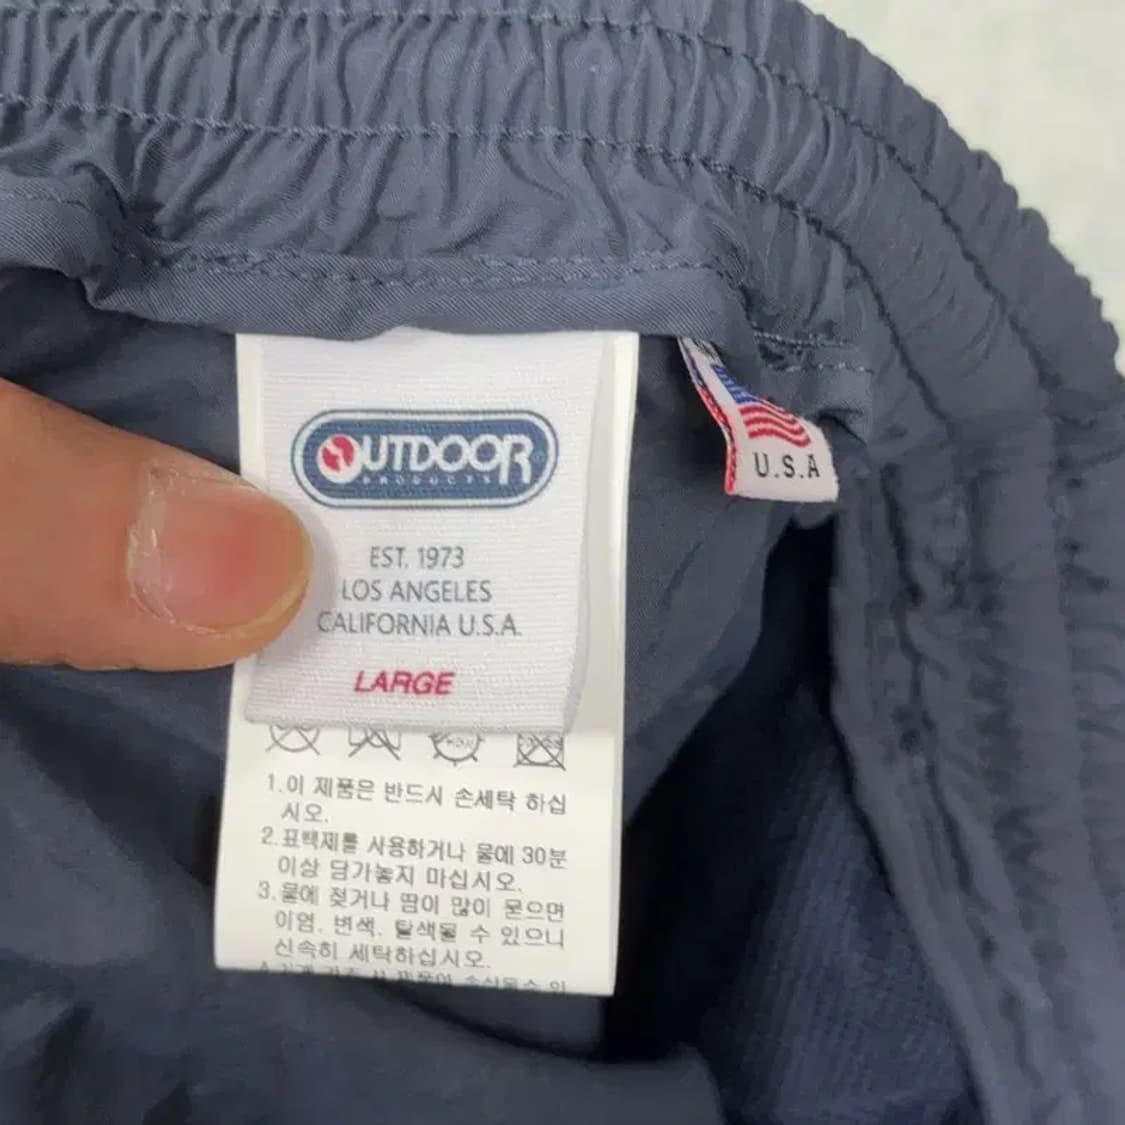 OUTDOOR
PRODUCTS
U.S.A
EST. 1973
LOS ANGELES
CALIFORNIA U.S.A.
LARGE
1.이 제품은 반드시 손세탁 하십
시오.
2.표백제를 사용하거나 물에 30분
이상 담가놓지 마십시오.
3.물에 젖거나 땀이 많이 묻으면
이염, 변색, 탈색될 수 있으니
신속히 세탁하십시오.